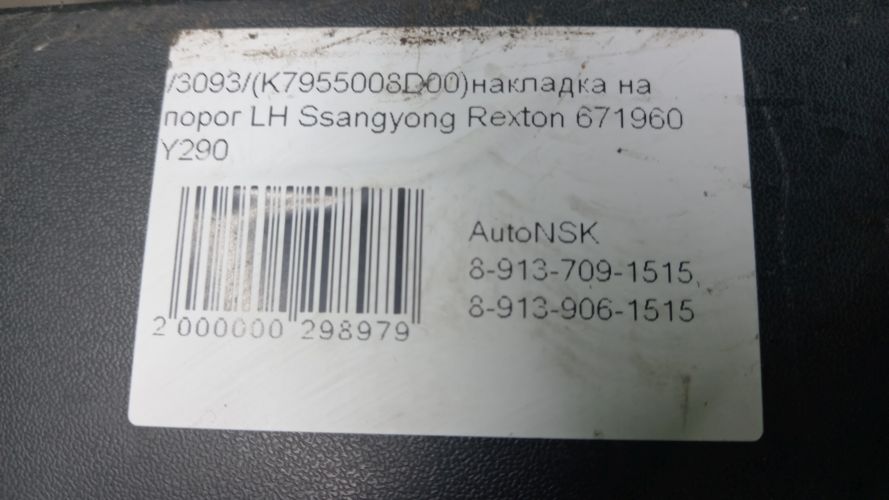 /3093/(K7955008D00)накладка на
порог LH Ssangyong Rexton 671960
Y290
AutoNSK
8-913-709-1515,
8-913-906-1515
2 000000 298979